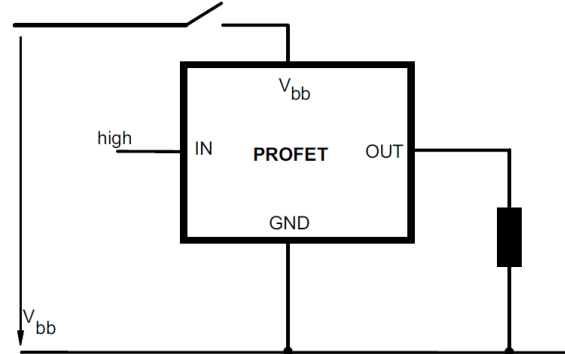 V_bb
high
IN
PROFET
OUT
GND
V_bb